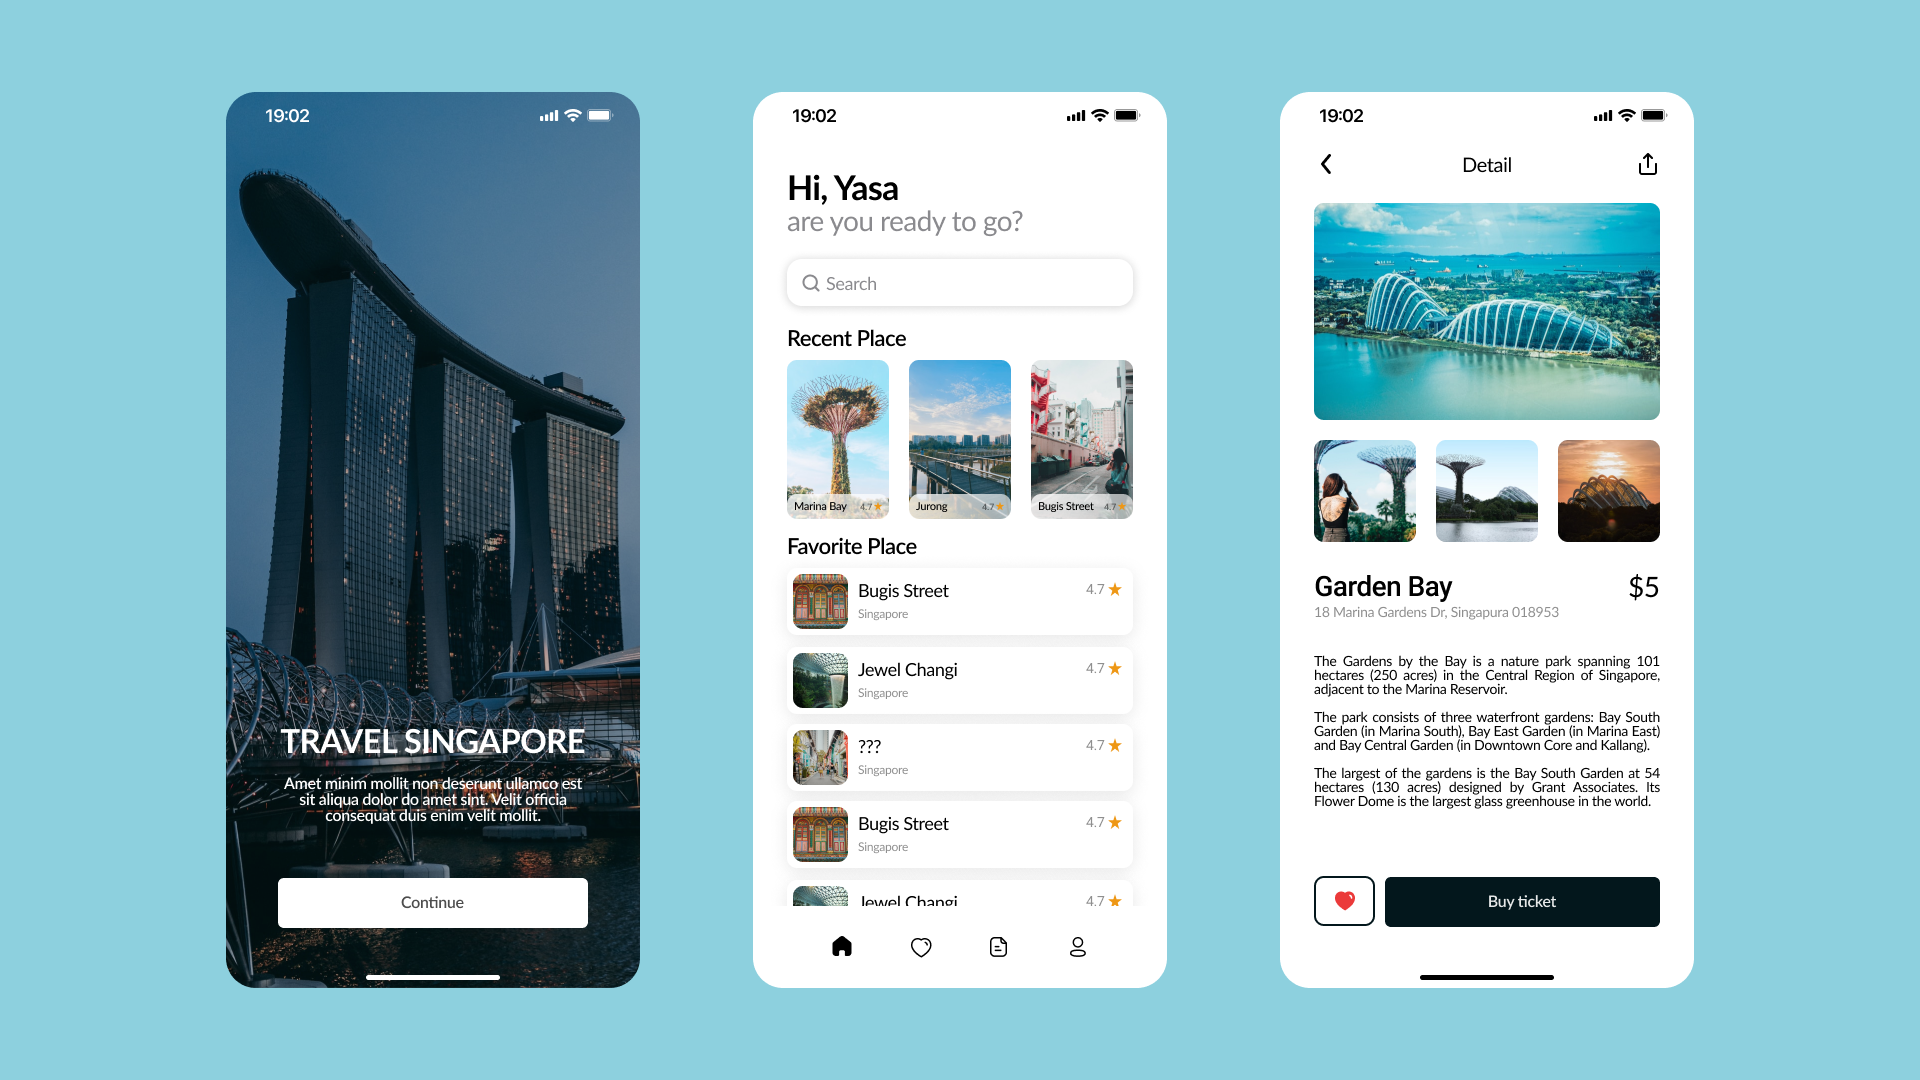 19:02
TRAVEL SINGAPORE
Amet minim mollit non deserunt ullamco est
sit aliqua dolor do amet sint. Velit officia
consequat duis enim velit mollit.
Continue
19:02
Hi, Yasa
are you ready to go?
Search
Recent Place
Marina Bay 4.7
Jurong 4.7
Bugis Street 4.7
Favorite Place
Bugis Street 4.7
Singapore
Jewel Changi 4.7
Singapore
??? 4.7
Singapore
Bugis Street 4.7
Singapore
Jewel Changi 4.7
19:02
Detail
Garden Bay $5
18 Marina Gardens Dr, Singapura 018953
The Gardens by the Bay is a nature park spanning 101
hectares (250 acres) in the Central Region of Singapore,
adjacent to the Marina Reservoir.
The park consists of three waterfront gardens: Bay South
Garden (in Marina South), Bay East Garden (in Marina East)
and Bay Central Garden (in Downtown Core and Kallang).
The largest of the gardens is the Bay South Garden at 54
hectares (130 acres) designed by Grant Associates. Its
Flower Dome is the largest glass greenhouse in the world.
Buy ticket